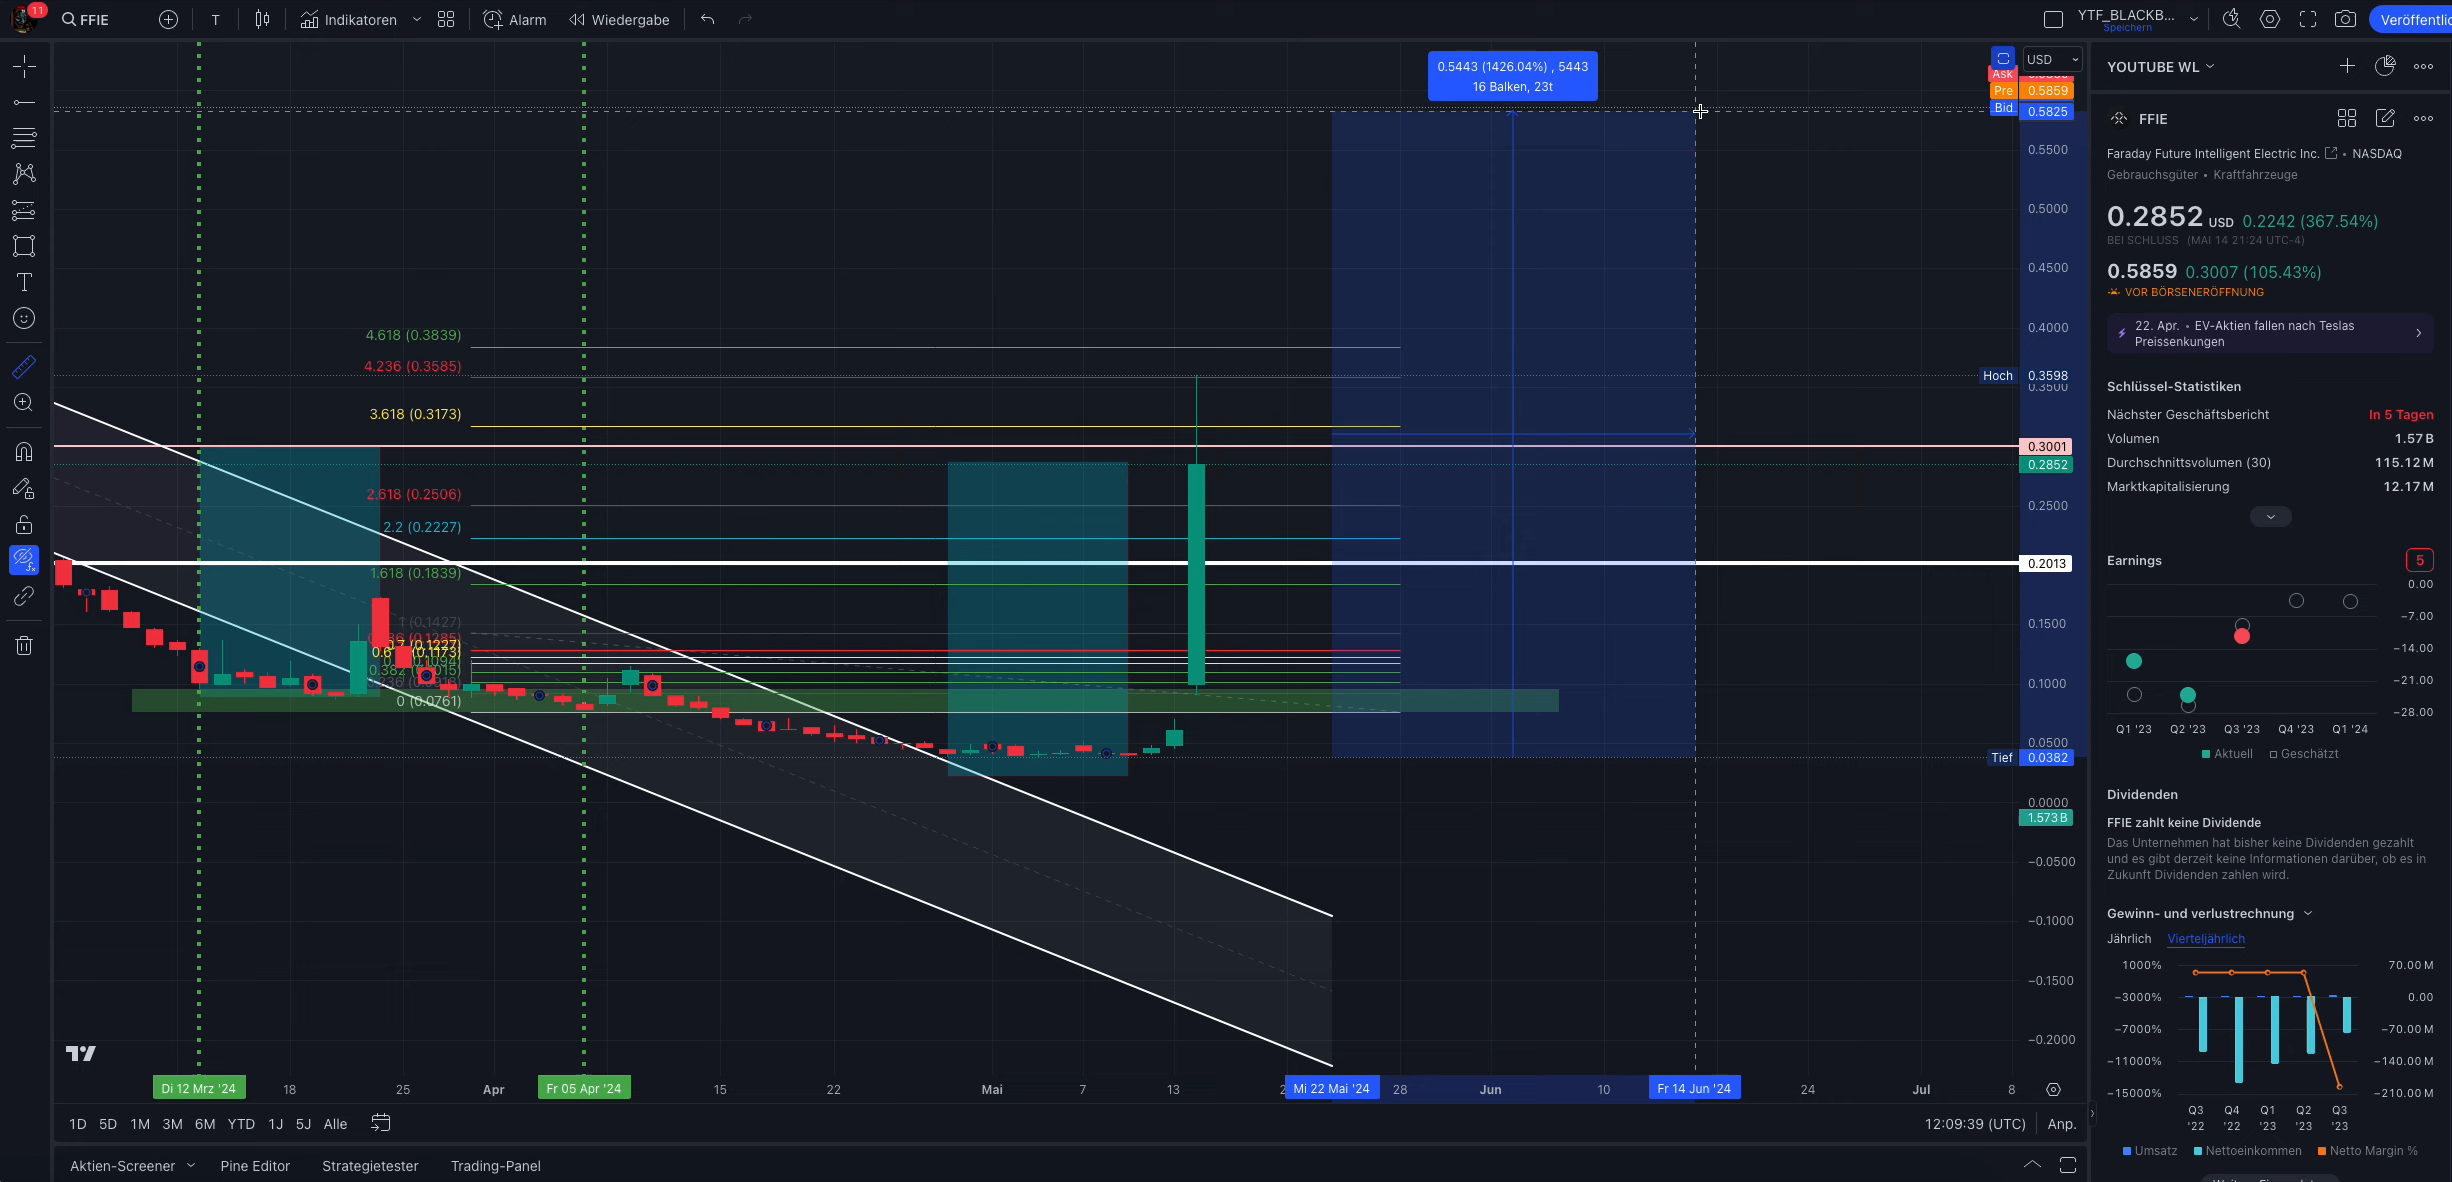 11
FFIE
T
Indikatoren
Alarm
Wiedergabe
YTF_BLACKB...
Speichern
Veröffentlic
0.5443 (1426.04%) , 5443
16 Balken, 23t
USD
Ask
Pre 0.5859
Bid 0.5825
0.5500
0.5000
0.4500
0.4000
Hoch 0.3598
0.3500
0.3001
0.2852
0.2500
0.2013
0.1500
0.1000
0.0500
Tief 0.0382
0.0000
1.573 B
−0.0500
−0.1000
−0.1500
−0.2000
4.618 (0.3839)
4.236 (0.3585)
3.618 (0.3173)
2.618 (0.2506)
2.2 (0.2227)
1.618 (0.1839)
1 (0.1427)
0 (0.0761)
Di 12 Mrz '24
18
25
Apr
Fr 05 Apr '24
15
22
Mai
7
13
Mi 22 Mai '24
28
Jun
10
Fr 14 Jun '24
24
Jul
8
1D 5D 1M 3M 6M YTD 1J 5J Alle
12:09:39 (UTC)
Anp.
Aktien-Screener
Pine Editor
Strategietester
Trading-Panel
YOUTUBE WL
FFIE
Faraday Future Intelligent Electric Inc. • NASDAQ
Gebrauchsgüter • Kraftfahrzeuge
0.2852 USD 0.2242 (367.54%)
BEI SCHLUSS (MAI 14 21:24 UTC-4)
0.5859 0.3007 (105.43%)
VOR BÖRSENERÖFFNUNG
22. Apr. • EV-Aktien fallen nach Teslas
Preissenkungen
Schlüssel-Statistiken
Nächster Geschäftsbericht In 5 Tagen
Volumen 1.57 B
Durchschnittsvolumen (30) 115.12 M
Marktkapitalisierung 12.17 M
Earnings 5
0.00
−7.00
−14.00
−21.00
−28.00
Q1 '23 Q2 '23 Q3 '23 Q4 '23 Q1 '24
Aktuell Geschätzt
Dividenden
FFIE zahlt keine Dividende
Das Unternehmen hat bisher keine Dividenden gezahlt
und es gibt derzeit keine Informationen darüber, ob es in
Zukunft Dividenden zahlen wird.
Gewinn- und verlustrechnung
Jährlich Vierteljährlich
1000% 70.00 M
−3000% 0.00
−7000% −70.00 M
−11000% −140.00 M
−15000% −210.00 M
Q3 Q4 Q1 Q2 Q3
'22 '22 '23 '23 '23
Umsatz Nettoeinkommen Netto Margin %